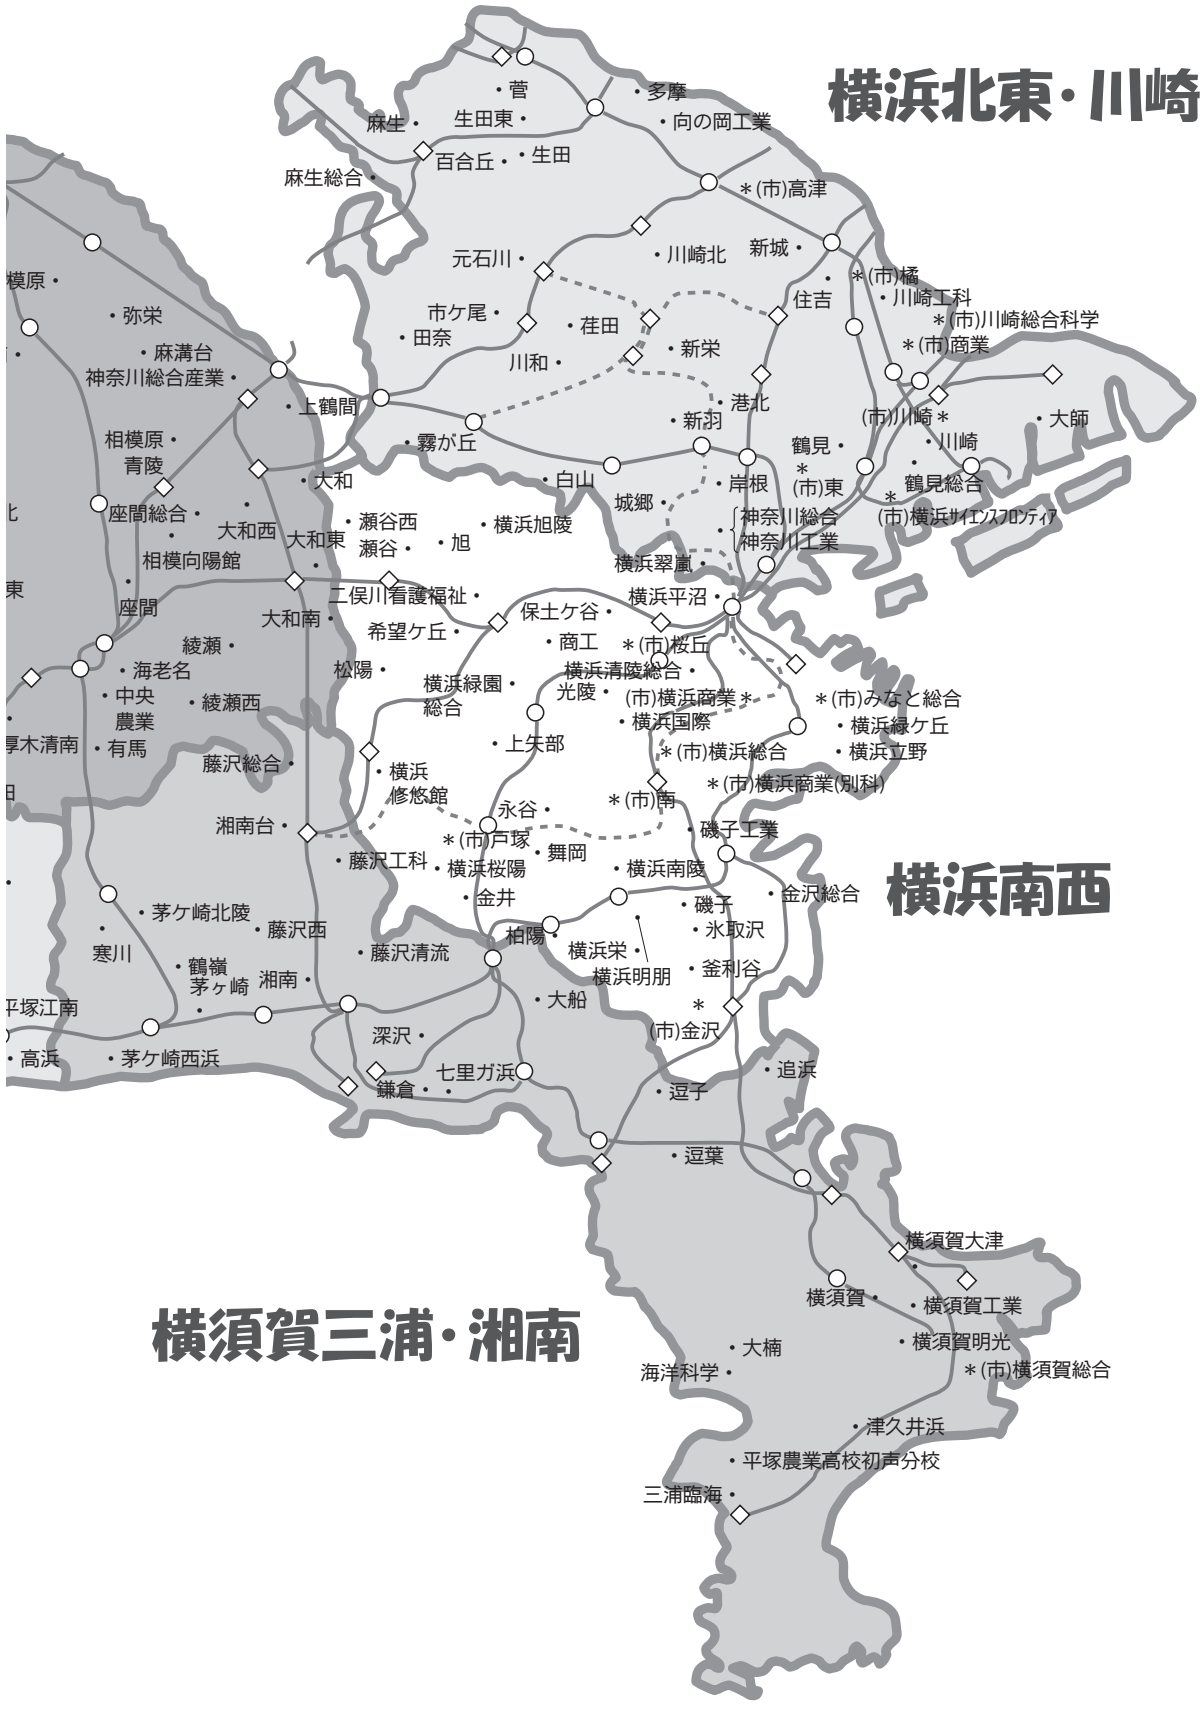 横浜北東・川崎
・菅
・多摩
麻生・
生田東・
・向の岡工業
百合丘・
・生田
麻生総合・
＊(市)高津
元石川・
・川崎北
新城・
模原・
＊(市)橘
住吉
・川崎工科
・弥栄
市ケ尾・
・荏田
＊(市)川崎総合科学
・田奈
・麻溝台
川和・
・新栄
＊(市)商業
神奈川総合産業・
・上鶴間
・港北
・新羽
(市)川崎＊
・大師
相模原・
・霧が丘
鶴見・
・川崎
青陵
・大和
・白山
・岸根
＊
(市)東
鶴見総合
＊
(市)横浜サイエンスフロンティア
北
座間総合・
城郷・
・瀬谷西
・横浜旭陵
・神奈川総合
神奈川工業
大和西
大和東
瀬谷・
・旭
相模向陽館
横浜翠嵐・
東
座間
二俣川看護福祉・
横浜平沼・
保土ケ谷・
大和南・
希望ケ丘・
・商工
＊(市)桜丘
綾瀬・
・海老名
松陽・
横浜清陵総合・
横浜緑園・
総合
光陵・
(市)横浜商業＊
＊(市)みなと総合
・中央
農業
・綾瀬西
・横浜国際
・横浜緑ケ丘
厚木清南
・有馬
・上矢部
＊(市)横浜総合
・横浜立野
藤沢総合・
・横浜
修悠館
＊(市)横浜商業(別科)
田
＊(市)南
永谷・
湘南台・
・磯子工業
＊(市)戸塚
・舞岡
・藤沢工科
・横浜桜陽
・横浜南陵
横浜南西
・金井
・磯子
・金沢総合
・茅ケ崎北陵
・藤沢西
柏陽・
・氷取沢
寒川
・藤沢清流
横浜栄・
・鶴嶺
湘南・
横浜明朋
・釜利谷
茅ヶ崎
・大船
平塚江南
＊
(市)金沢
深沢・
・高浜
・茅ケ崎西浜
七里ガ浜
・追浜
鎌倉・
・逗子
・逗葉
横須賀大津
横須賀・
・横須賀工業
横須賀三浦・湘南
・横須賀明光
・大楠
海洋科学・
＊(市)横須賀総合
・津久井浜
・平塚農業高校初声分校
三浦臨海・